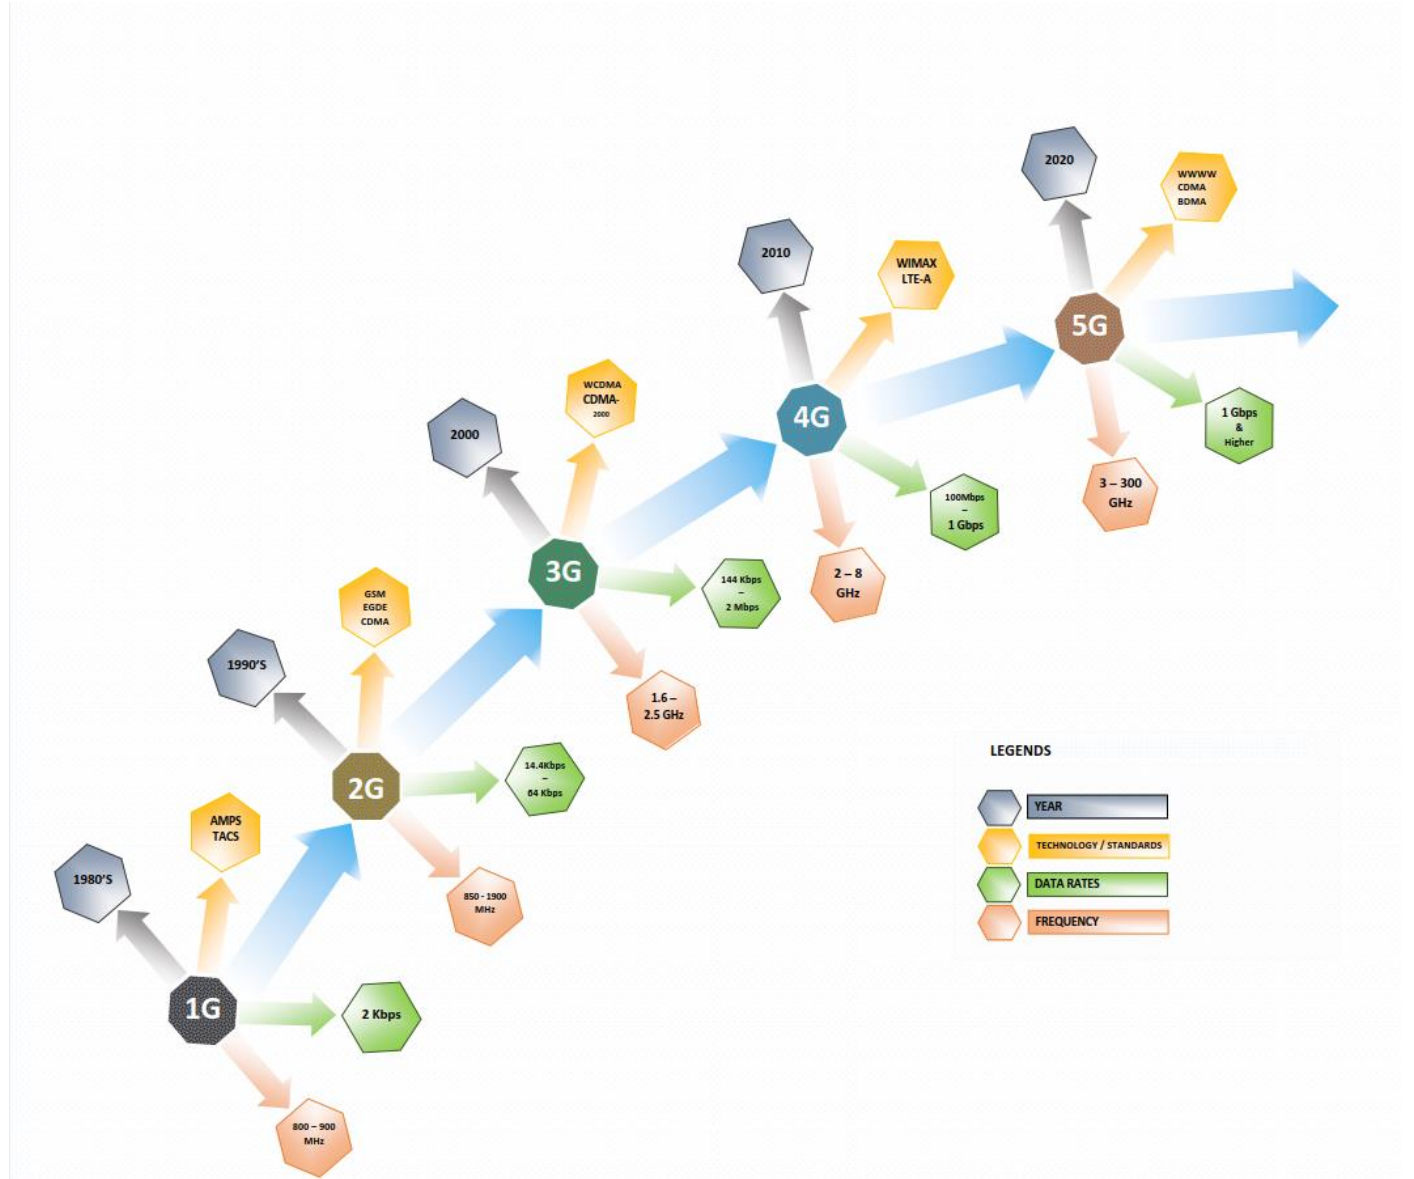 2020
WWWW
CDMA
BDMA
5G
1 Gbps
&
Higher
3 – 300
GHz
2010
WIMAX
LTE-A
4G
100Mbps
–
1 Gbps
2 – 8
GHz
2000
WCDMA
CDMA-
2000
3G
144 Kbps
–
2 Mbps
1.6 –
2.5 GHz
1990'S
GSM
EGDE
CDMA
2G
14.4Kbps
–
64 Kbps
850 - 1900
MHz
1980'S
AMPS
TACS
1G
2 Kbps
800 – 900
MHz
LEGENDS
YEAR
TECHNOLOGY / STANDARDS
DATA RATES
FREQUENCY